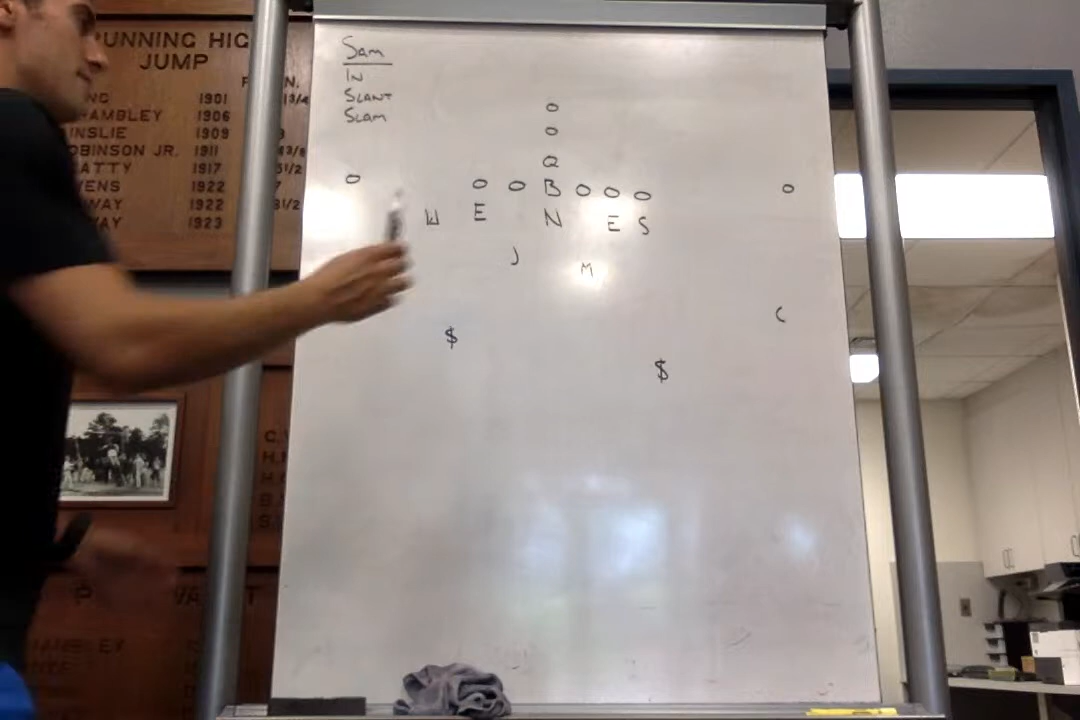 Sam
IN
SLANT
SLAM
O
O
Q
O O O B O O O O
W E N E S
J M
C
$
$
RUNNING HIG
JUMP
1901
AMBLEY 1906
INSLIE 1909
OBINSON JR. 1911
ATTY 1917
VENS 1922
WAY 1922
WAY 1923